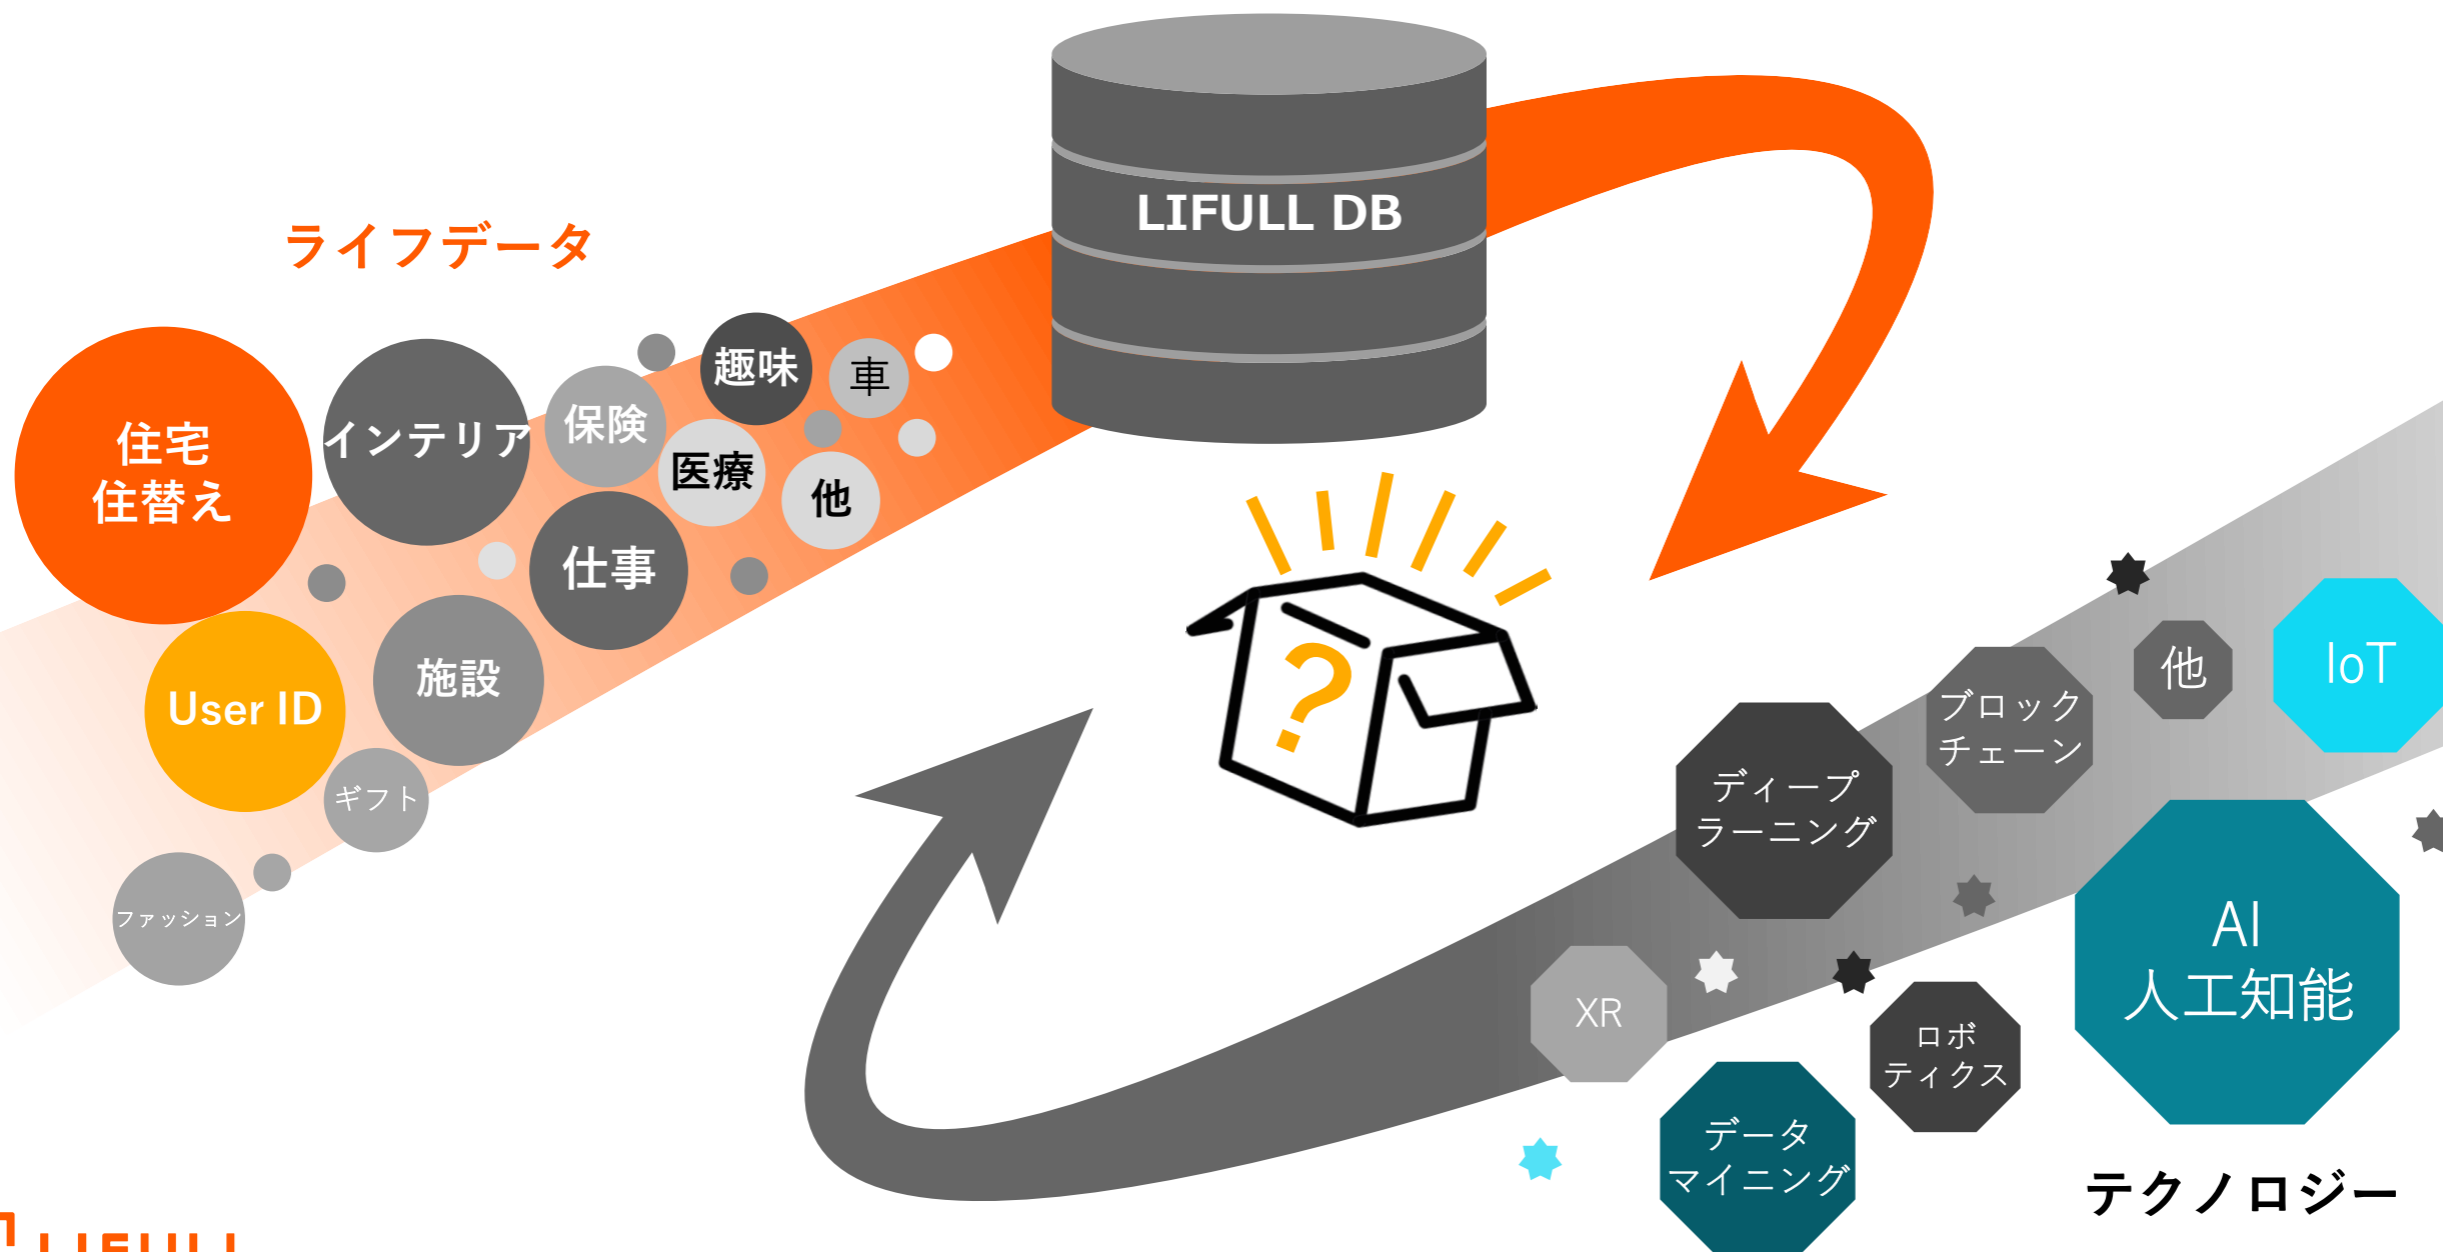 LIFULL DB
ライフデータ
住宅
住替え
インテリア
保険
趣味
車
医療
他
仕事
User ID
施設
ギフト
ファッション
?
ディープ
ラーニング
ブロック
チェーン
他
IoT
AI
人工知能
XR
ロボ
ティクス
データ
マイニング
テクノロジー
LIFULL